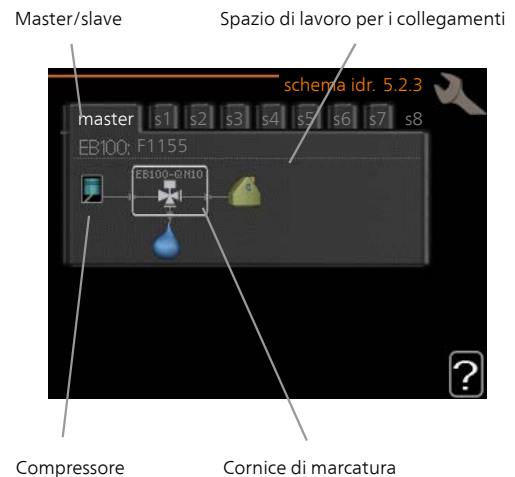 Master/slave
Spazio di lavoro per i collegamenti
schema idr. 5.2.3
master s1 s2 s3 s4 s5 s6 s7 s8
EB100: F1155
EB100-QN10
?
Compressore
Cornice di marcatura